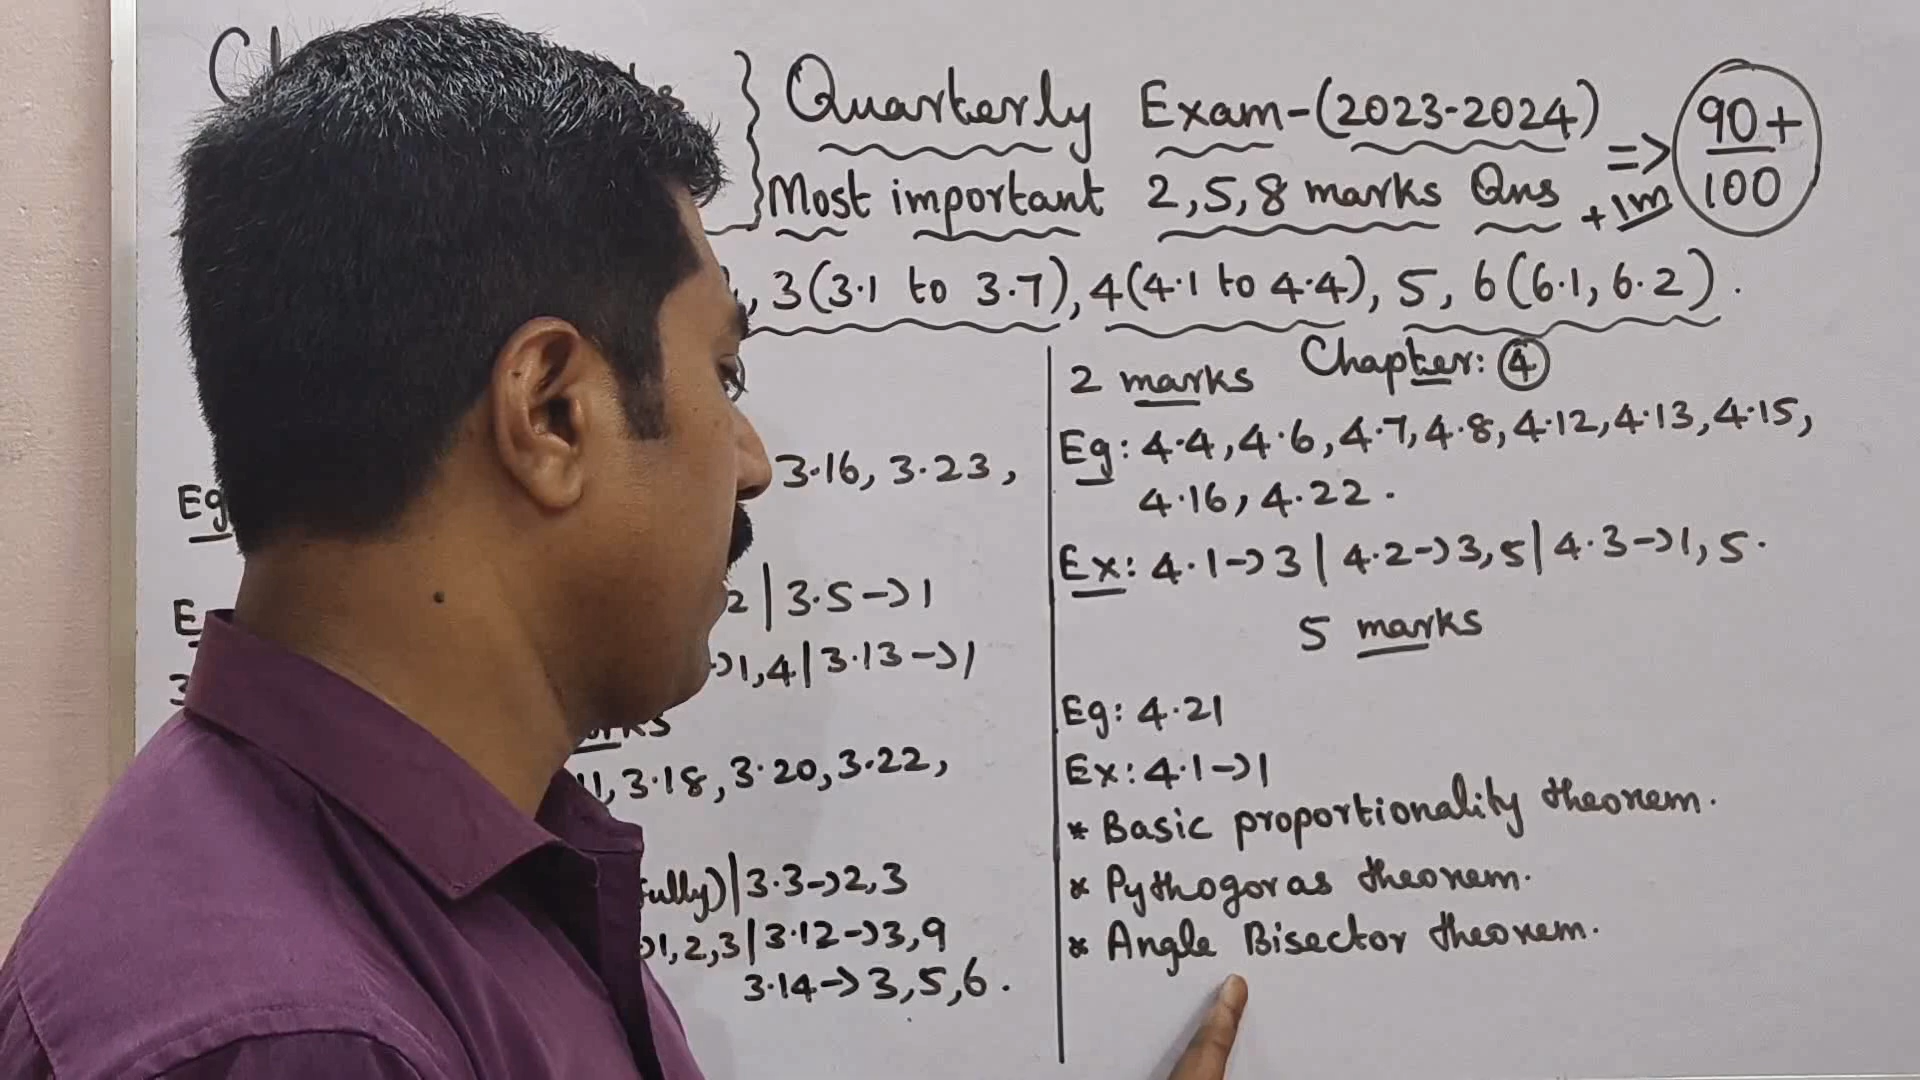 } Quarterly Exam-(2023-2024) => 90+/100
Most important 2,5,8 marks Qns +1m
, 3(3.1 to 3.7), 4(4.1 to 4.4), 5, 6(6.1, 6.2).
Eg 3.16, 3.23,
2 | 3.5->1
->1,4 | 3.13->1
11, 3.18, 3.20, 3.22,
fully) | 3.3->2,3
->1,2,3 | 3.12->3,9
3.14->3,5,6.
2 marks Chapter: 4
Eg: 4.4, 4.6, 4.7, 4.8, 4.12, 4.13, 4.15,
4.16, 4.22.
Ex: 4.1->3 | 4.2->3,5 | 4.3->1,5.
5 marks
Eg: 4.21
Ex: 4.1->1
* Basic proportionality theorem.
* Pythogoras theorem.
* Angle Bisector theorem.